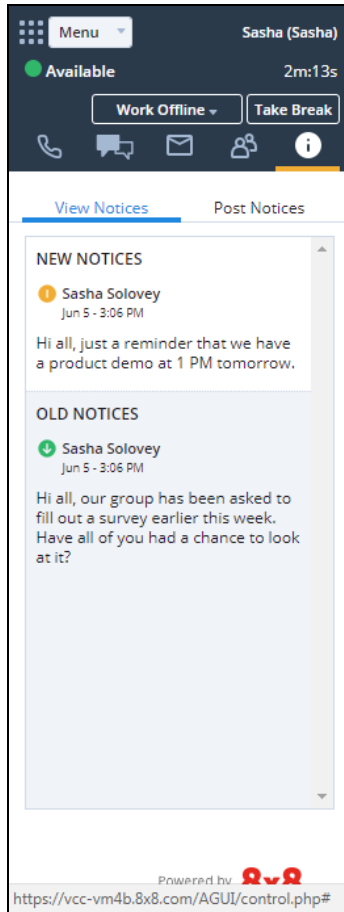 Menu
Sasha (Sasha)
Available
2m:13s
Work Offline
Take Break
View Notices
Post Notices
NEW NOTICES
Sasha Solovey
Jun 5 - 3:06 PM
Hi all, just a reminder that we have
a product demo at 1 PM tomorrow.
OLD NOTICES
Sasha Solovey
Jun 5 - 3:06 PM
Hi all, our group has been asked to
fill out a survey earlier this week.
Have all of you had a chance to look
at it?
Powered by 8x8
https://vcc-vm4b.8x8.com/AGUI/control.php#